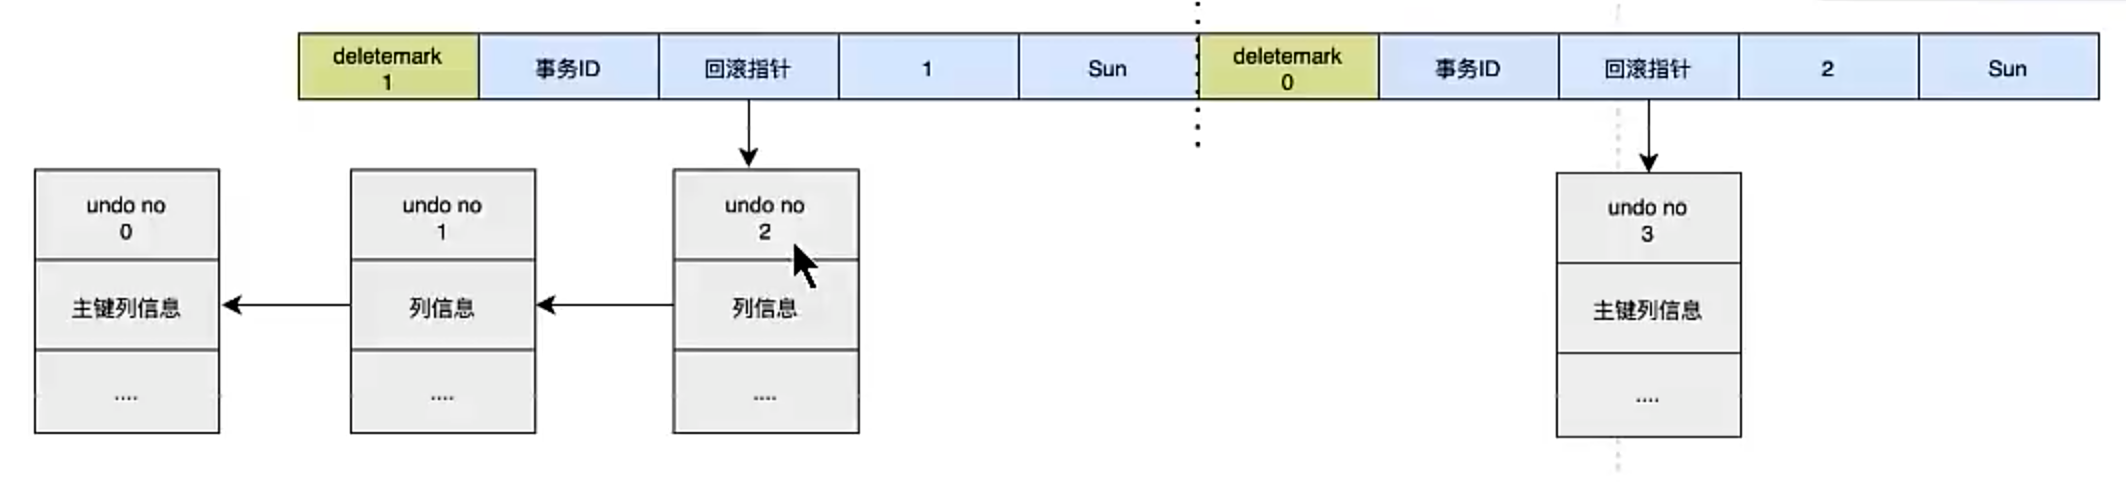 deletemark
1
事务ID
回滚指针
1
Sun
deletemark
0
事务ID
回滚指针
2
Sun
undo no
0
主键列信息
....
undo no
1
列信息
....
undo no
2
列信息
....
undo no
3
主键列信息
....